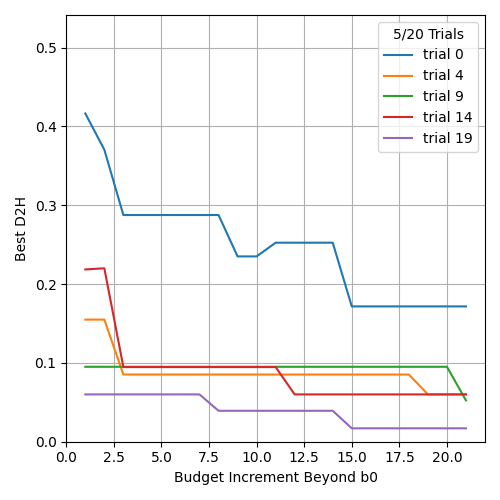 5/20 Trials
trial 0
trial 4
trial 9
trial 14
trial 19
Best D2H
0.5
0.4
0.3
0.2
0.1
0.0
0.0 2.5 5.0 7.5 10.0 12.5 15.0 17.5 20.0
Budget Increment Beyond b0